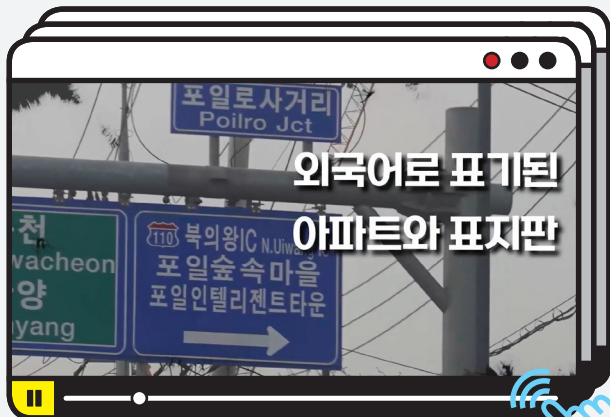 포일로사거리
Poilro Jct
외국어로 표기된
아파트와 표지판
천
wacheon
양
yang
110 북의왕IC N.Uiwang
포일숲속마을
포일인텔리젠트타운